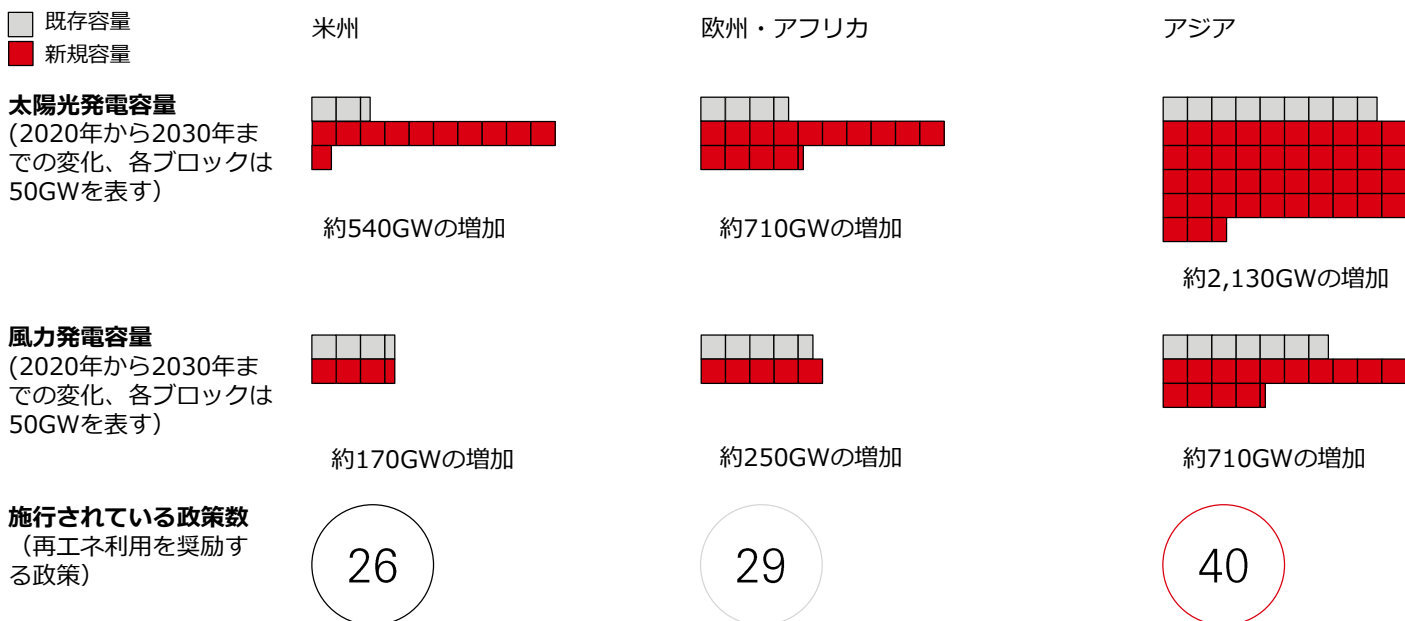 既存容量
新規容量
米州
欧州・アフリカ
アジア
太陽光発電容量
(2020年から2030年ま
での変化、各ブロックは
50GWを表す）
約540GWの増加
約710GWの増加
約2,130GWの増加
風力発電容量
(2020年から2030年ま
での変化、各ブロックは
50GWを表す）
約170GWの増加
約250GWの増加
約710GWの増加
施行されている政策数
（再エネ利用を奨励す
る政策）
26
29
40